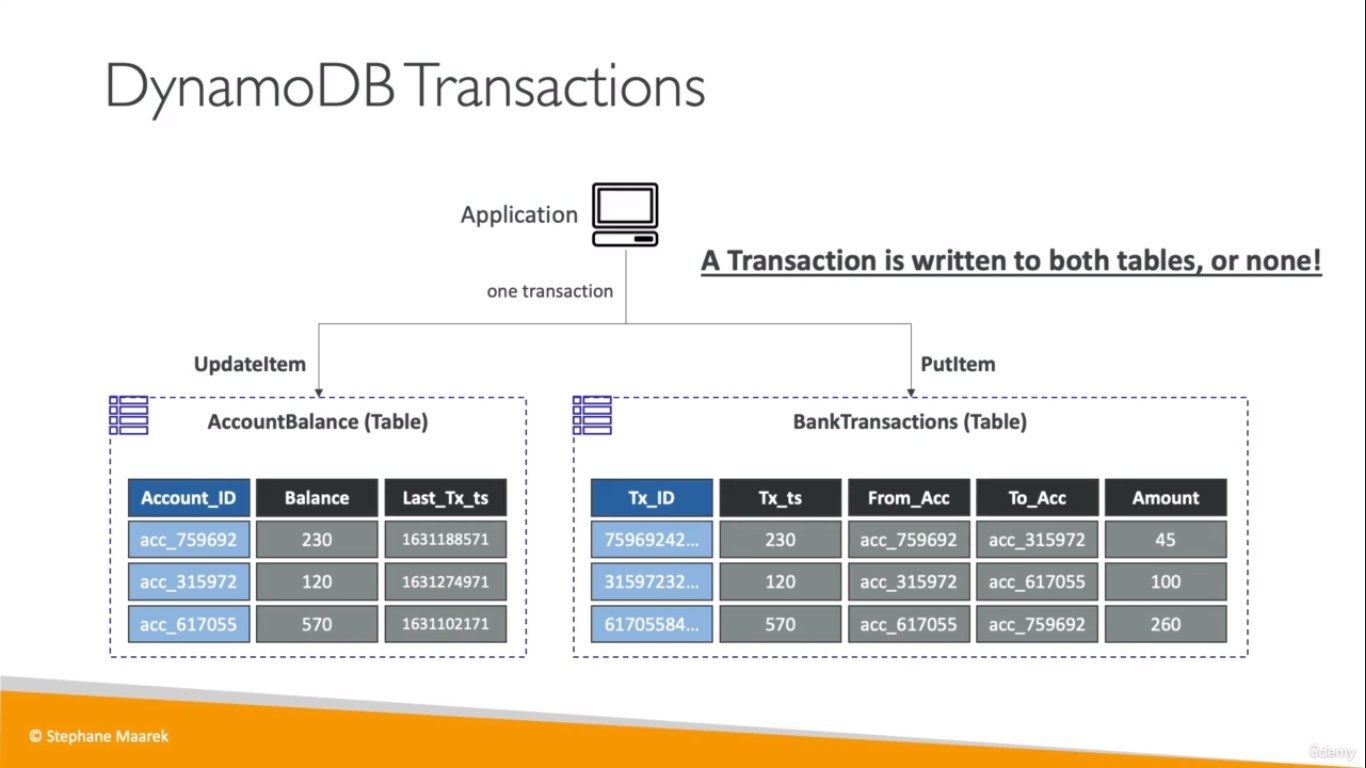 DynamoDB Transactions
Application
A Transaction is written to both tables, or none!
one transaction
UpdateItem
PutItem
AccountBalance (Table)
Account_ID Balance Last_Tx_ts
acc_759692 230 1631188571
acc_315972 120 1631274971
acc_617055 570 1631102171
BankTransactions (Table)
Tx_ID Tx_ts From_Acc To_Acc Amount
75969242... 230 acc_759692 acc_315972 45
31597232... 120 acc_315972 acc_617055 100
61705584... 570 acc_617055 acc_759692 260
© Stephane Maarek
ûdemy